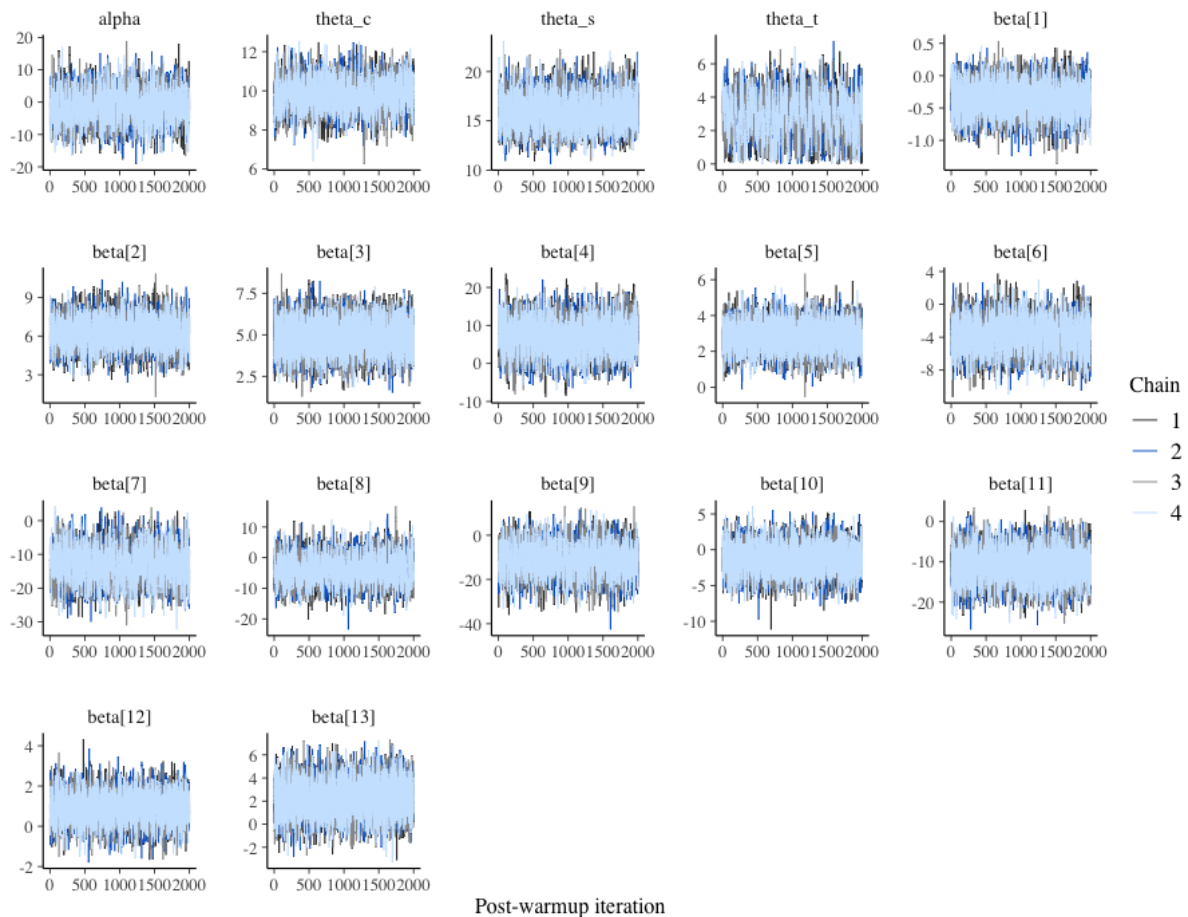 alpha
theta_c
theta_s
theta_t
beta[1]
20
10
0
-10
-20
0 500 1000 1500 2000
12
10
8
6
0 500 1000 1500 2000
20
15
10
0 500 1000 1500 2000
6
4
2
0
0 500 1000 1500 2000
0.5
0.0
-0.5
-1.0
0 500 1000 1500 2000
beta[2]
beta[3]
beta[4]
beta[5]
beta[6]
9
6
3
0 500 1000 1500 2000
7.5
5.0
2.5
0 500 1000 1500 2000
20
10
0
-10
0 500 1000 1500 2000
6
4
2
0
0 500 1000 1500 2000
4
0
-4
-8
0 500 1000 1500 2000
Chain
1
2
3
4
beta[7]
beta[8]
beta[9]
beta[10]
beta[11]
0
-10
-20
-30
0 500 1000 1500 2000
10
0
-10
-20
0 500 1000 1500 2000
0
-20
-40
0 500 1000 1500 2000
5
0
-5
-10
0 500 1000 1500 2000
0
-10
-20
0 500 1000 1500 2000
beta[12]
beta[13]
4
2
0
-2
0 500 1000 1500 2000
6
4
2
0
-2
0 500 1000 1500 2000
Post-warmup iteration